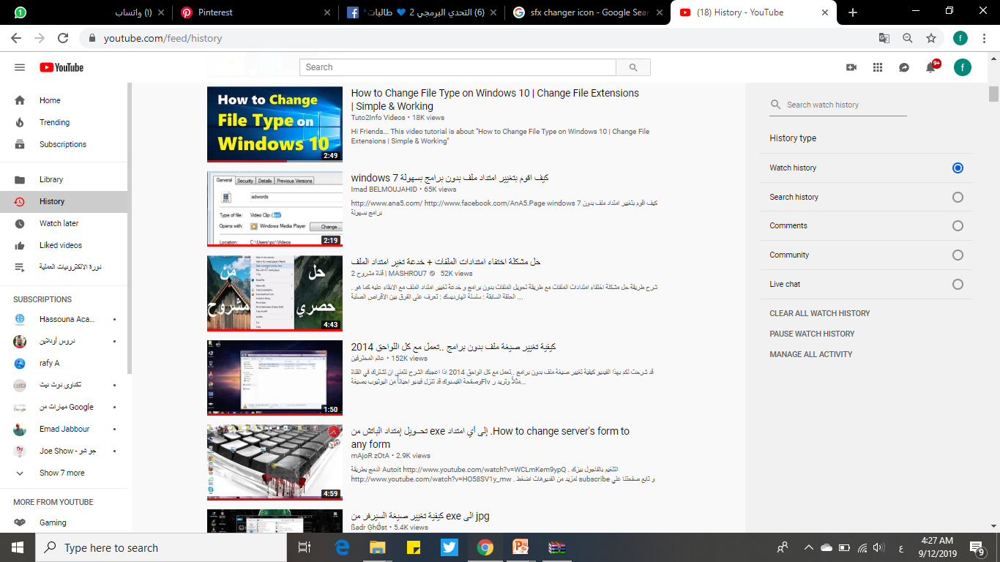 (١) واتساب
Pinterest
(6) التحدي البرمجي 2 💙 طالبات
sfx changer icon - Google Sear
(18) History - YouTube
youtube.com/feed/history
YouTube
Search
9+
f
Home
Trending
Subscriptions
Library
History
Watch later
Liked videos
دورة الالكترونيات العملية
SUBSCRIPTIONS
Hassouna Aca...
دروس أونلاين
rafy A
تكناوى دوت نيت
مهارات من Google
Emad Jabbour
Joe Show - جو شو
Show 7 more
MORE FROM YOUTUBE
Gaming
How to Change
File Type on
Windows 10
2:49
How to Change File Type on Windows 10 | Change File Extensions
| Simple & Working
Tuto2Info Videos • 18K views
Hi Friends... This video tutorial is about "How to Change File Type on Windows 10 | Change File
Extensions | Simple & Working"
General Security Details Previous Versions
adwords
Type of file: Video Clip
Opens with: Windows Media Player Change...
Location: C:\Users\pc\Videos
2:19
كيف اقوم بتغيير امتداد ملف بدون برامج بسهولة windows 7
Imad BELMOUJAHID • 65K views
http://www.ana5.com/ http://www.facebook.com/AnA5.Page windows 7 كيف اقوم بتغيير امتداد ملف بدون
برامج بسهولة
حل من
حصري مشروح
4:43
حل مشكلة اختفاء امتدادات الملفات + خدعة تغير امتداد الملف
قناة مشروح 2 | MASHROU7 52K views
شرح طريقة حل مشكلة اختفاء امتدادات الملفات مع طريقة تحويل الملفات بدون برامج و خدعة تغيير امتداد الملف مع الابقاء عليه كما هو .
الحلقة السابقة : سلسلة الهارديسك : تعرف على الفرق بين الاقراص الصلبة ...
1:50
كيفية تغيير صيغة ملف بدون برامج ..تعمل مع كل اللواحق 2014
عالم المحترفين • 152K views
قد شرحت لكم بهذا الفيديو كيفية تغيير صيغة ملف بدون برامج ..تعمل مع كل الواحق 2014 اذا اعجبك الشرح نتمنى ان تشترك في القناة
وصفحة الفيسبوك قد تنزل فيديو احياناً من اليوتيوب بصيغة Flv مثلاً وتريد ر...
4:59
تحــويل إمتداد الباتش من exe إلى أي امتداد .How to change server's form to
any form
mAjoR zOtA • 2.9K views
الدمج بطريقة Autoit http://www.youtube.com/watch?v=WCLmKem9ypQ . التلغيم بالفاجول بيزك
http://www.youtube.com/watch?v=HO58SV1y_mw . لمزيد من الفديوهات اضغط subscribe و تابع صفحتنا علي
كيفية تغيير صيغة السيرفر من exe الى jpg
ßadr GhØst • 5.4K views
Search watch history
History type
Watch history
Search history
Comments
Community
Live chat
CLEAR ALL WATCH HISTORY
PAUSE WATCH HISTORY
MANAGE ALL ACTIVITY
Type here to search
ع
4:27 AM
9/12/2019
9